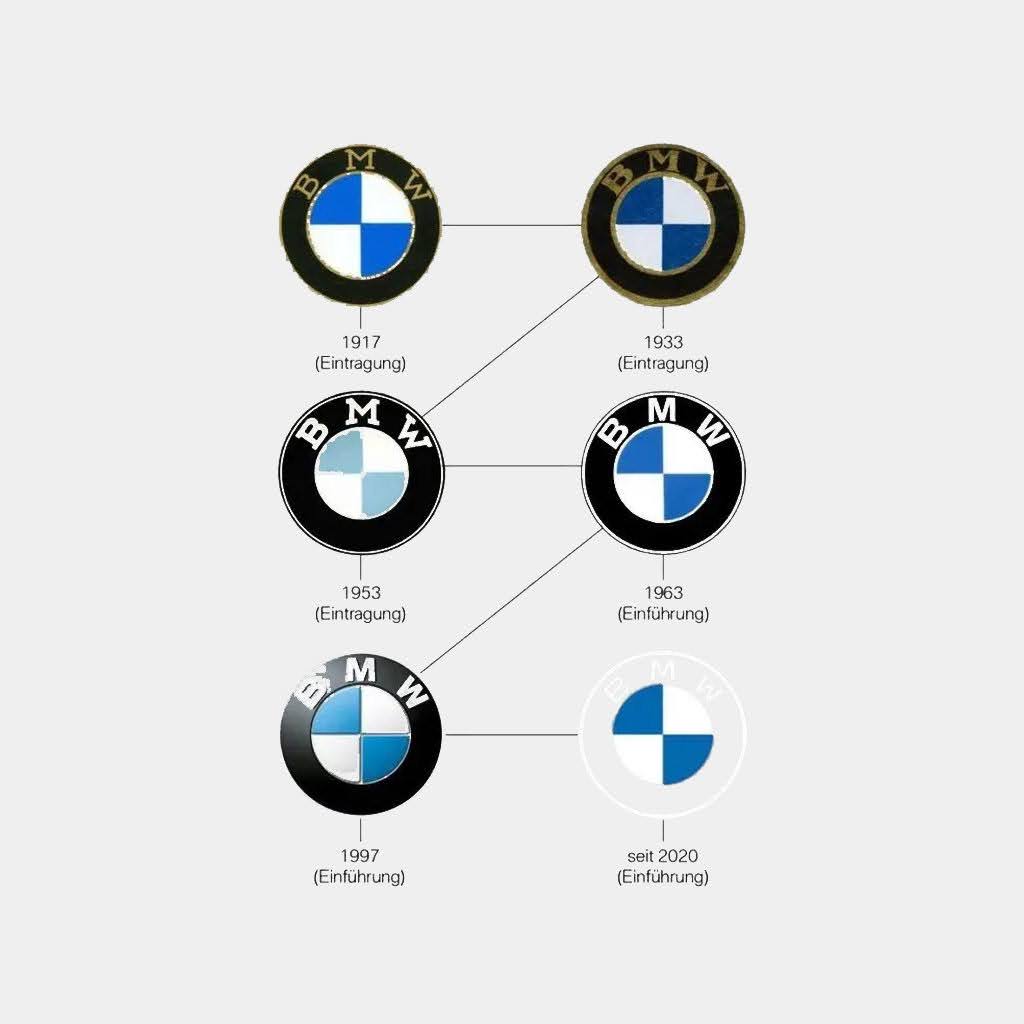 BMW
BMW
1917
(Eintragung)
1933
(Eintragung)
BMW
BMW
1953
(Eintragung)
1963
(Einführung)
BMW
BMW
1997
(Einführung)
seit 2020
(Einführung)